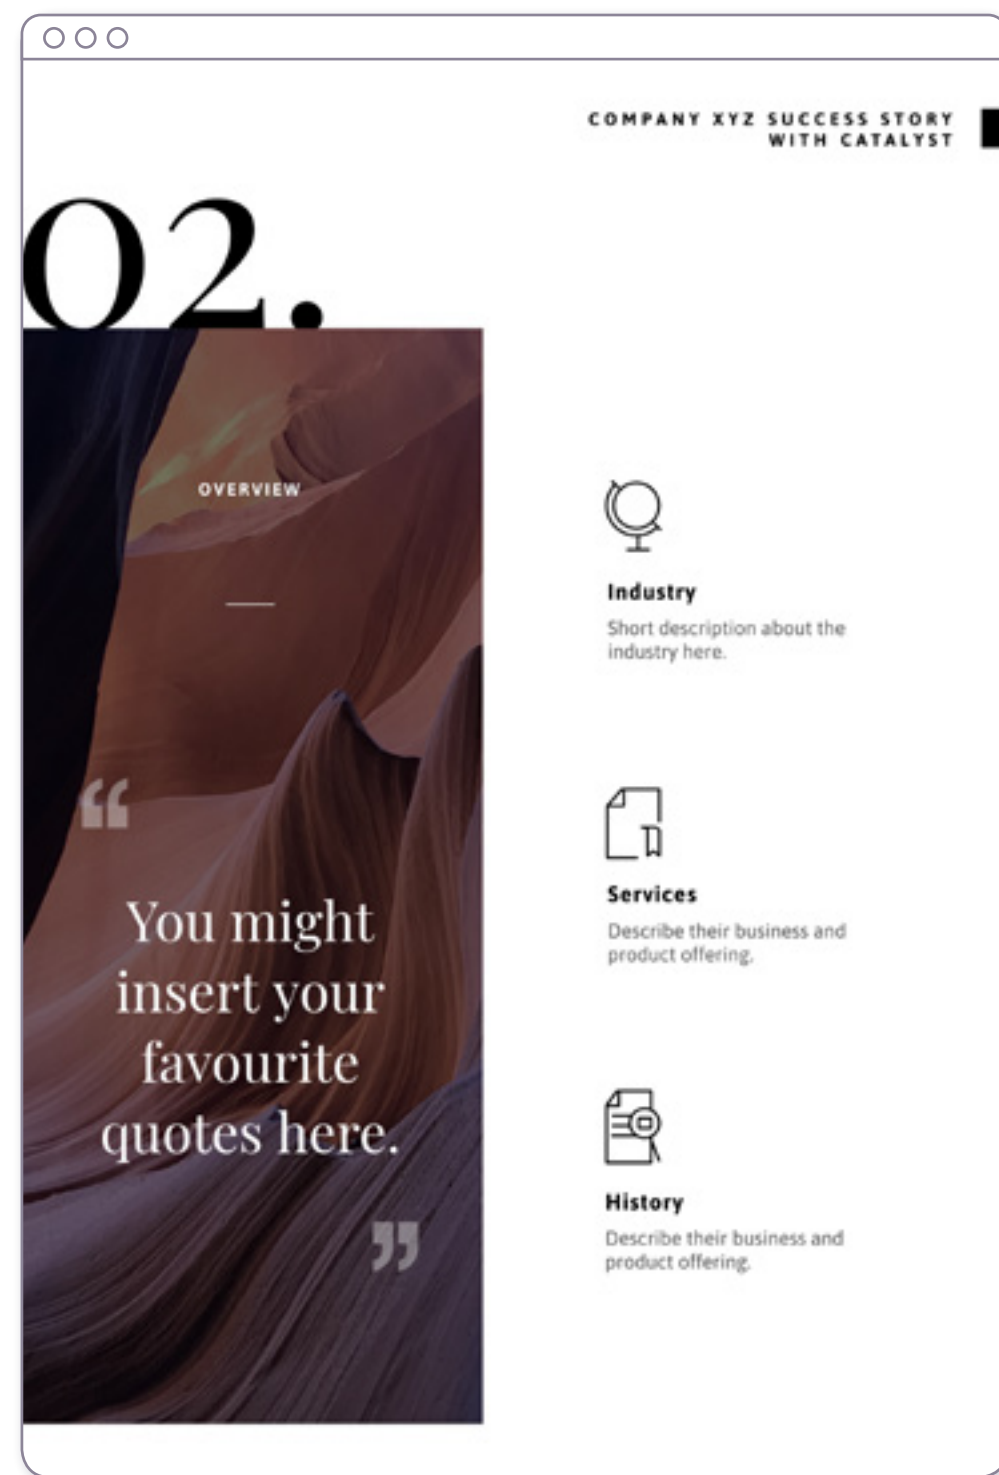 COMPANY XYZ SUCCESS STORY
WITH CATALYST
02.
OVERVIEW
“
You might
insert your
favourite
quotes here.
”
Industry
Short description about the
industry here.
Services
Describe their business and
product offering.
History
Describe their business and
product offering.